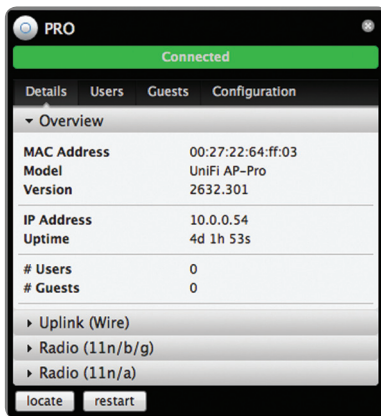 PRO
Connected
Details Users Guests Configuration
Overview
MAC Address 00:27:22:64:ff:03
Model UniFi AP-Pro
Version 2632.301
IP Address 10.0.0.54
Uptime 4d 1h 53s
# Users 0
# Guests 0
Uplink (Wire)
Radio (11n/b/g)
Radio (11n/a)
locate restart